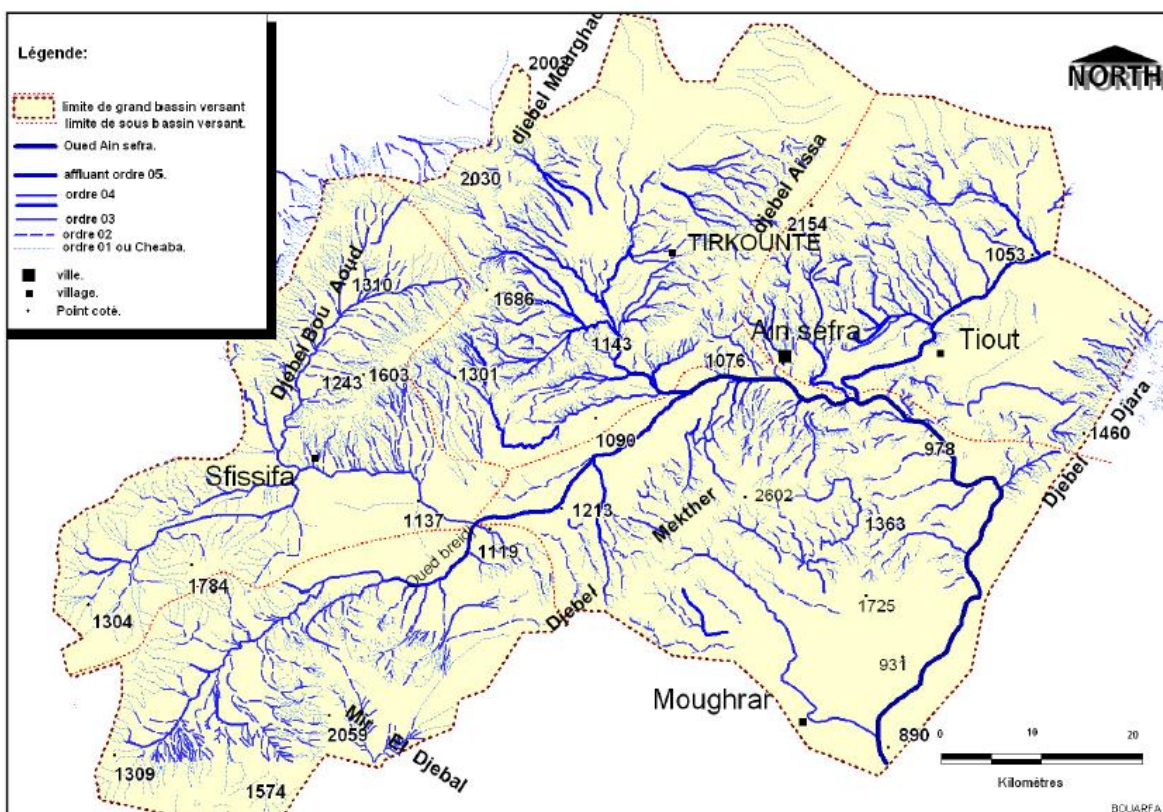 Légende:
limite de grand bassin versant
limite de sous bassin versant.
Oued Ain sefra.
affluant ordre 05.
ordre 04
ordre 03
ordre 02
ordre 01 ou Cheaba.
ville.
village.
Point coté.
NORTH
2003
djebel Mourghad
2030
djebel Aissa
2154
TIRKOUNTE
1053
Djebel Bou Aoud
1310
1686
Ain sefra
Tiout
1143
1076
1243
1603
1301
Djebel Djara
1460
1090
978
Sfissifa
2602
1137
1213
Mekther
1363
Oued breidj
1119
1784
1304
Djebel
1725
931
Moughrar
Mir El Djebal
2059
890
1309
1574
0 10 20
Kilométres